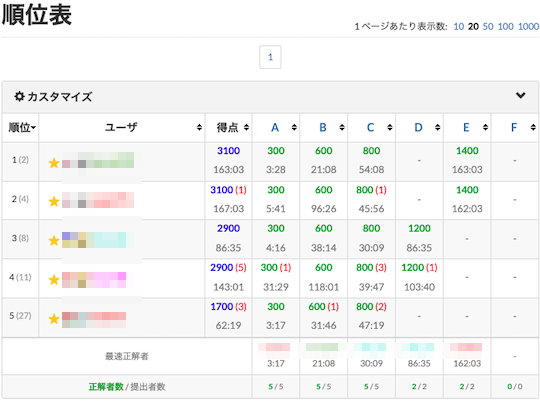 順位表
1 ページあたり表示数: 10 20 50 100 1000
1
カスタマイズ
順位 ユーザ 得点 A B C D E F
1 (2) 3100 300 600 800 - 1400 -
163:03 3:28 21:08 54:08 163:03
2 (4) 3100 (1) 300 600 800 (1) - 1400 -
167:03 5:41 96:26 45:56 162:03
3 (8) 2900 300 600 800 1200 - -
86:35 4:16 38:14 30:09 86:35
4 (11) 2900 (5) 300 (1) 600 800 (3) 1200 (1) - -
143:01 31:29 118:01 39:47 103:40
5 (27) 1700 (3) 300 600 (1) 800 (2) - - -
62:19 3:17 31:46 47:19
最速正解者 -
3:17 21:08 30:09 86:35 162:03
正解者数 / 提出者数 5 / 5 5 / 5 5 / 5 2 / 2 2 / 2 0 / 0